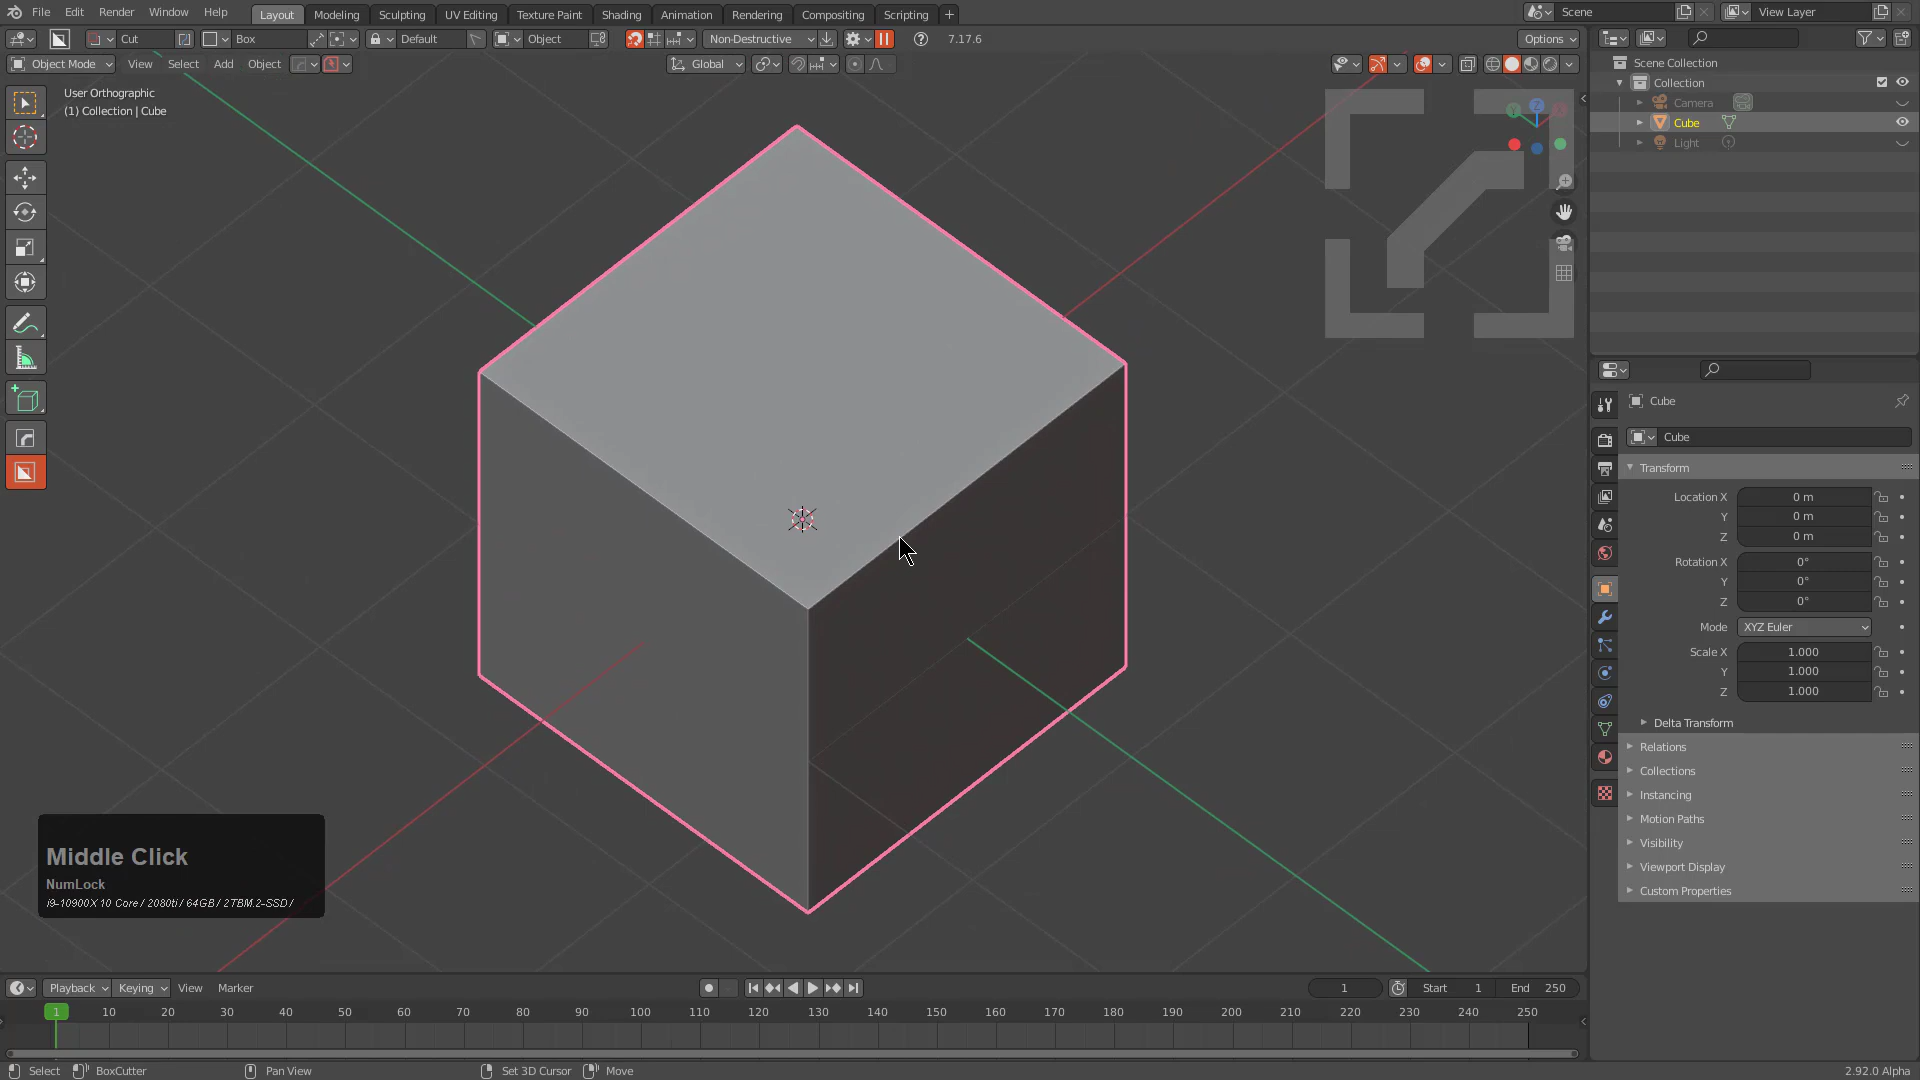 File Edit Render Window Help Layout Modeling Sculpting UV Editing Texture Paint Shading Animation Rendering Compositing Scripting + Scene View Layer
Cut Box Default Object Non-Destructive 7.17.6 Options
Object Mode View Select Add Object Global
User Orthographic
(1) Collection | Cube
Scene Collection
Collection
Camera
Cube
Light
Cube
Cube
Transform
Location X 0 m
Y 0 m
Z 0 m
Rotation X 0°
Y 0°
Z 0°
Mode XYZ Euler
Scale X 1.000
Y 1.000
Z 1.000
Delta Transform
Relations
Collections
Instancing
Motion Paths
Visibility
Viewport Display
Custom Properties
Middle Click
NumLock
i9-10900X 10 Core / 2080ti / 64GB / 2TBM.2-SSD /
Playback Keying View Marker 1 Start 1 End 250
1 10 20 30 40 50 60 70 80 90 100 110 120 130 140 150 160 170 180 190 200 210 220 230 240 250
Select BoxCutter Pan View Set 3D Cursor Move 2.92.0 Alpha